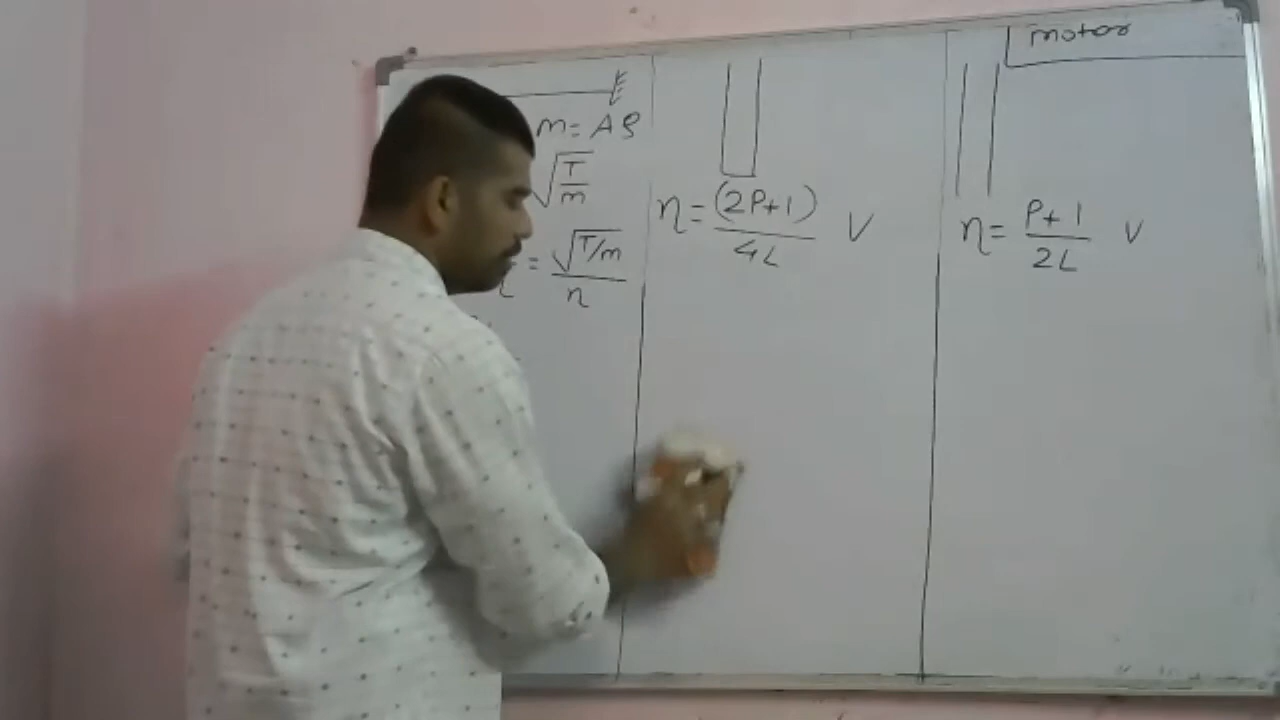 motor
m = Aρ
√T/m
= √T/m / n
η = (2P+1) / 4L V
η = P+1 / 2L V